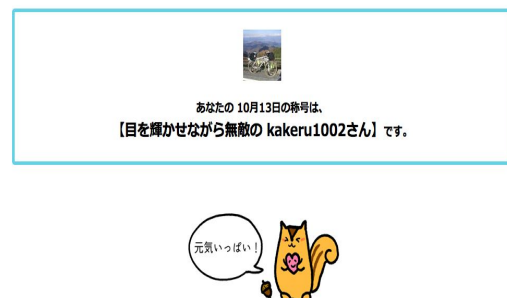 あなたの 10月13日の称号は、
【目を輝かせながら無敵の kakeru1002さん】です。
元気いっぱい！